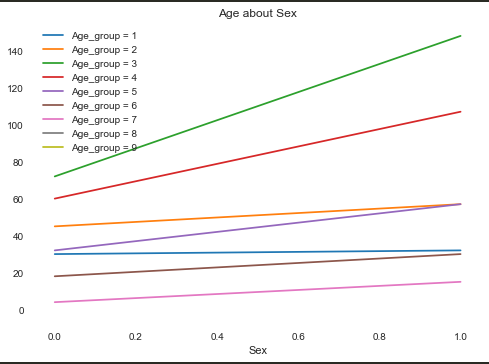 Age about Sex
Age_group = 1
Age_group = 2
Age_group = 3
Age_group = 4
Age_group = 5
Age_group = 6
Age_group = 7
Age_group = 8
Age_group = 9
140
120
100
80
60
40
20
0
0.0 0.2 0.4 0.6 0.8 1.0
Sex